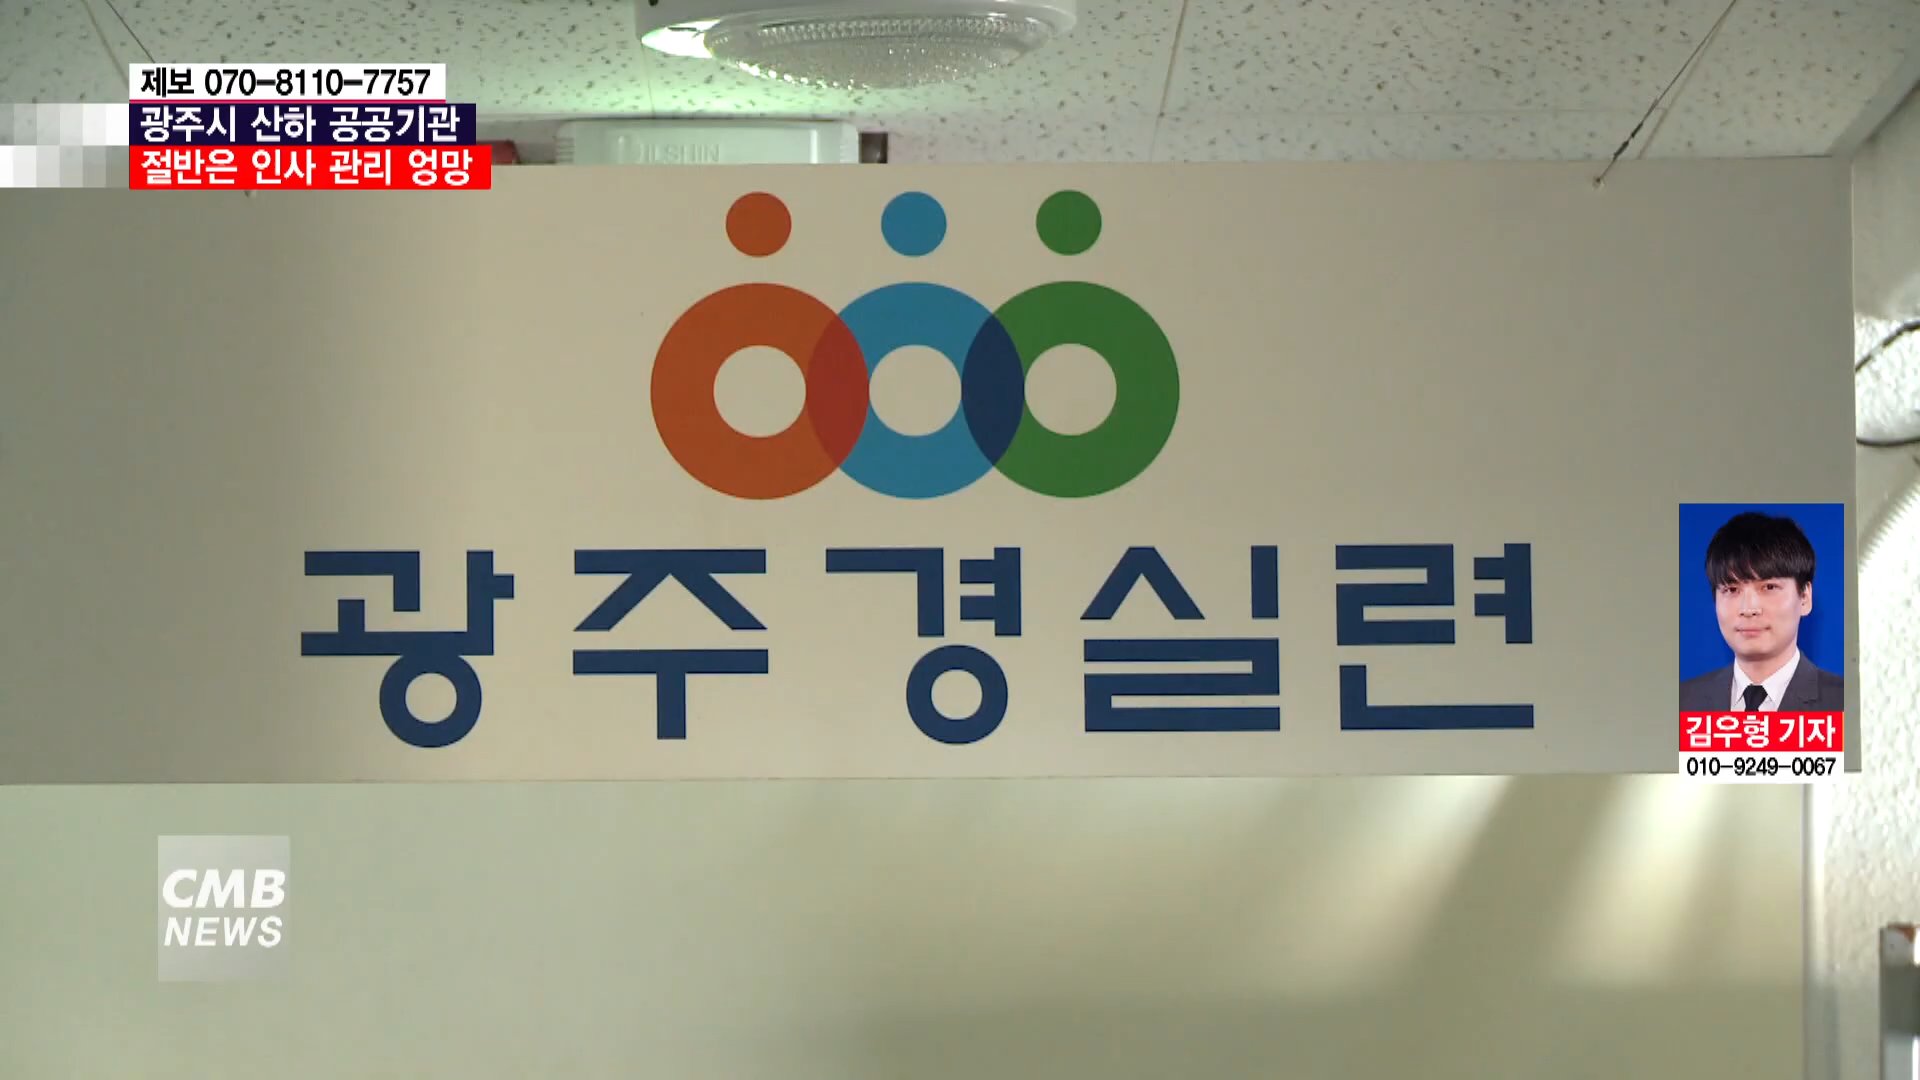 제보 070-8110-7757
광주시 산하 공공기관
절반은 인사 관리 엉망
ILSHIN
광주경실련
김우형 기자
010-9249-0067
CMB
NEWS